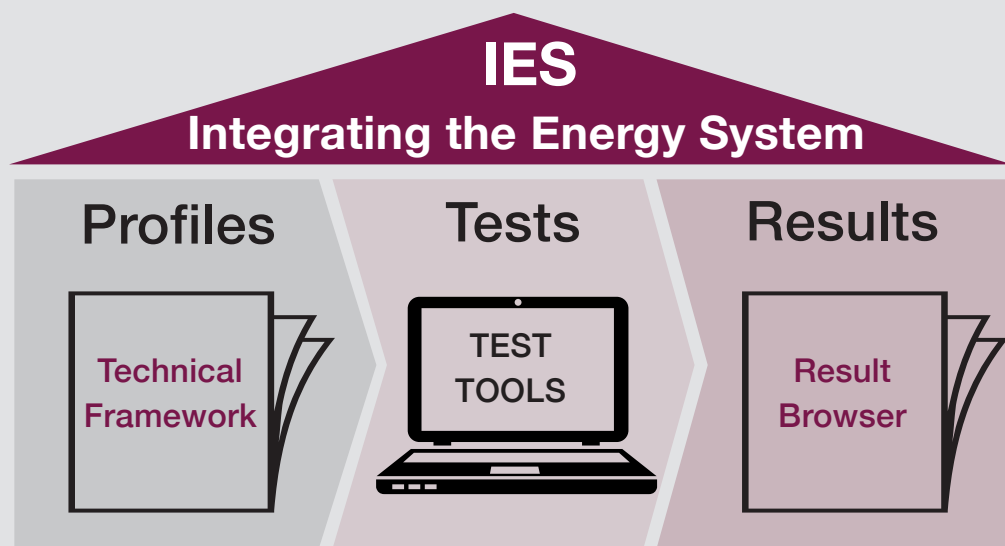 IES
Integrating the Energy System
Profiles
Tests
Results
Technical
Framework
TEST
TOOLS
Result
Browser